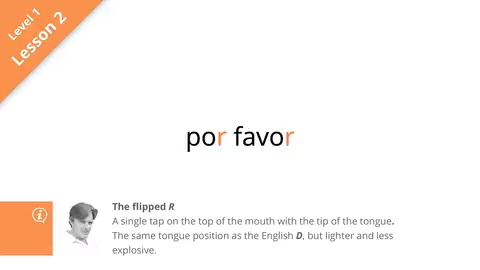 Level 1
Lesson 2
por favor
i
The flipped R
A single tap on the top of the mouth with the tip of the tongue.
The same tongue position as the English D, but lighter and less
explosive.